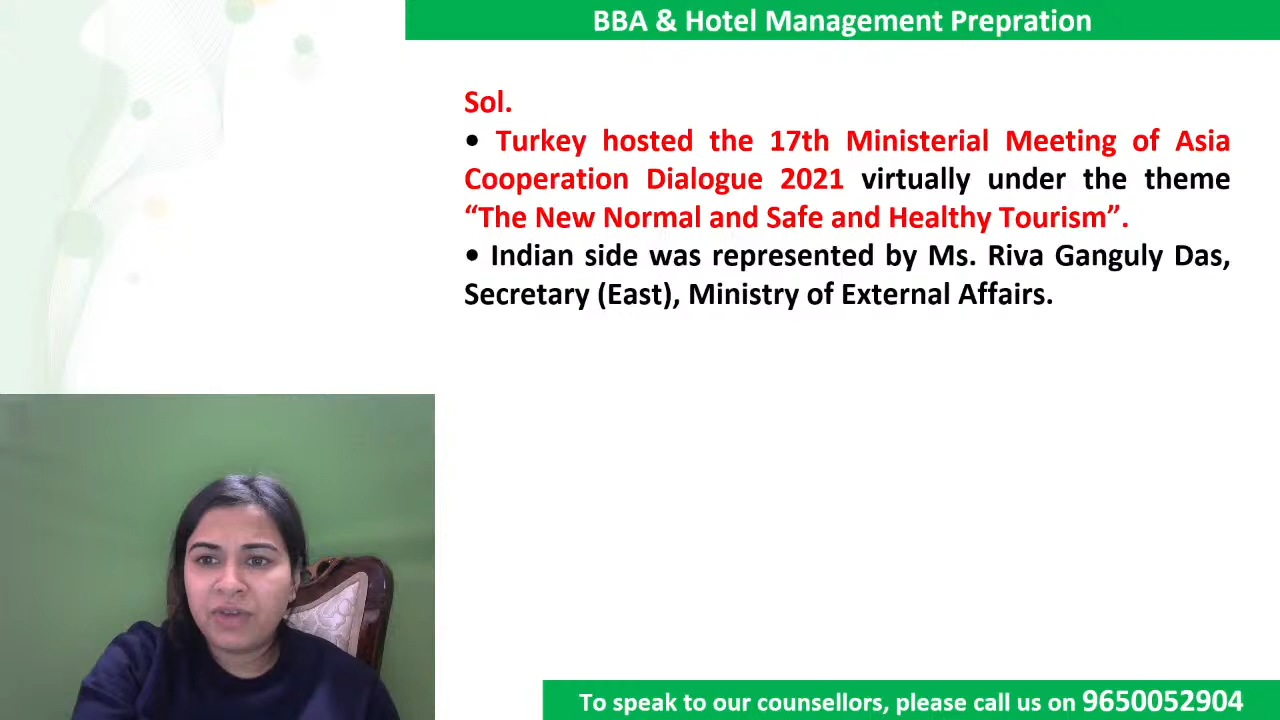 BBA & Hotel Management Prepration
Sol.
• Turkey hosted the 17th Ministerial Meeting of Asia
Cooperation Dialogue 2021 virtually under the theme
“The New Normal and Safe and Healthy Tourism”.
• Indian side was represented by Ms. Riva Ganguly Das,
Secretary (East), Ministry of External Affairs.
To speak to our counsellors, please call us on 9650052904